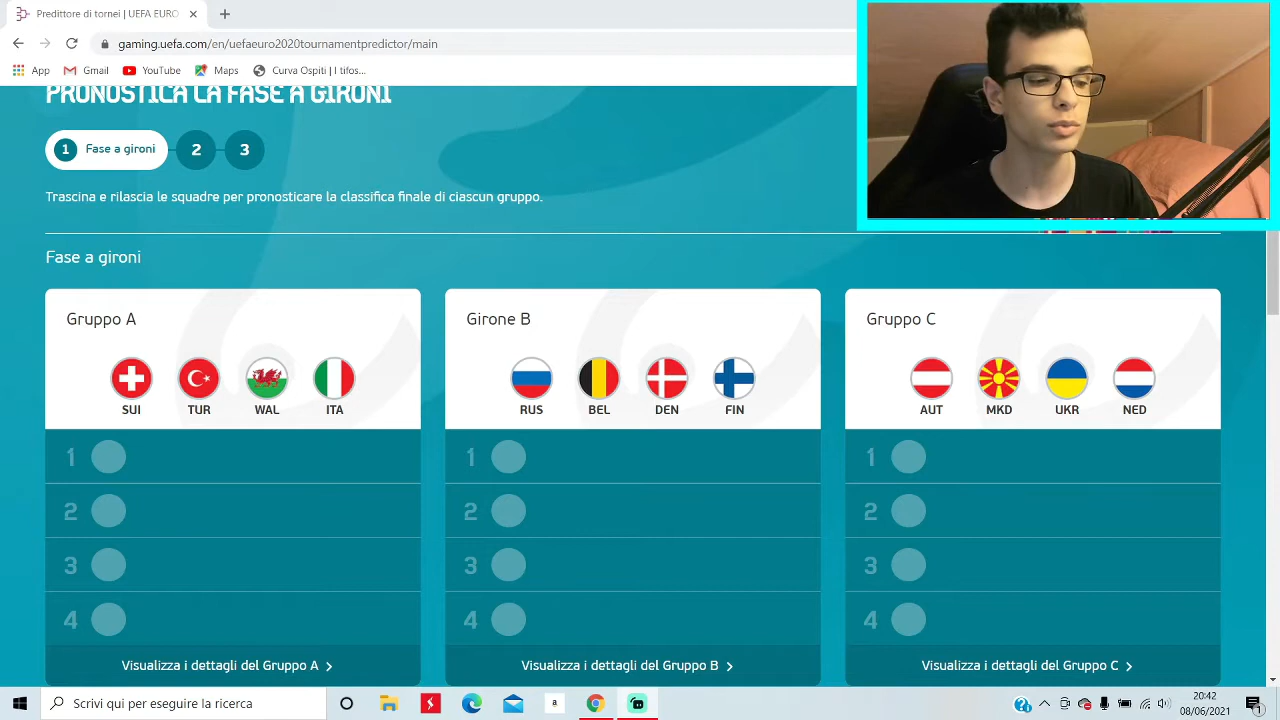 Predittore di tornei | UEFA EURO
gaming.uefa.com/en/uefaeuro2020tournamentpredictor/main
App Gmail YouTube Maps Curva Ospiti | I tifos...
PRONOSTICA LA FASE A GIRONI
1 Fase a gironi 2 3
Trascina e rilascia le squadre per pronosticare la classifica finale di ciascun gruppo.
Fase a gironi
Gruppo A
SUI TUR WAL ITA
1
2
3
4
Visualizza i dettagli del Gruppo A
Girone B
RUS BEL DEN FIN
1
2
3
4
Visualizza i dettagli del Gruppo B
Gruppo C
AUT MKD UKR NED
1
2
3
4
Visualizza i dettagli del Gruppo C
Scrivi qui per eseguire la ricerca
a
20:42
08/06/2021
1